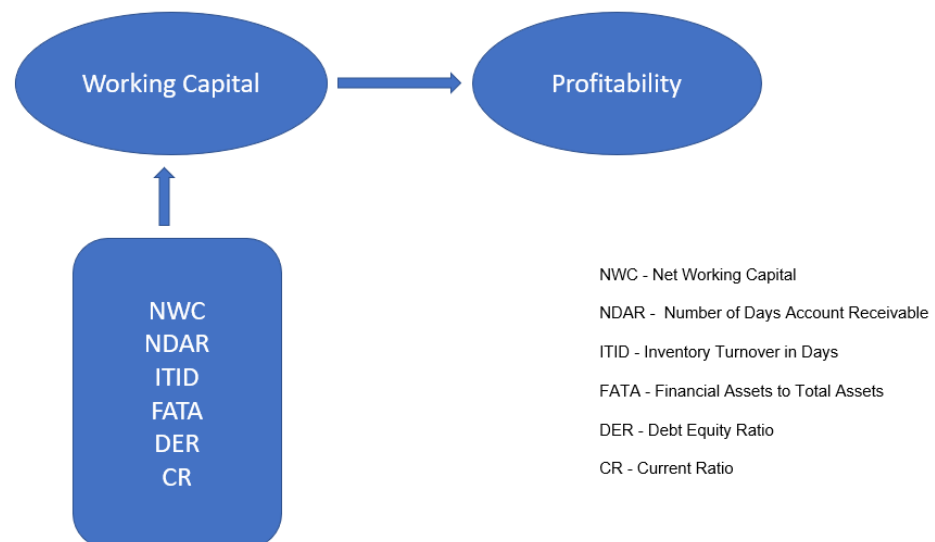 Working Capital
Profitability
NWC
NDAR
ITID
FATA
DER
CR
NWC - Net Working Capital
NDAR -  Number of Days Account Receivable
ITID - Inventory Turnover in Days
FATA - Financial Assets to Total Assets
DER - Debt Equity Ratio
CR - Current Ratio